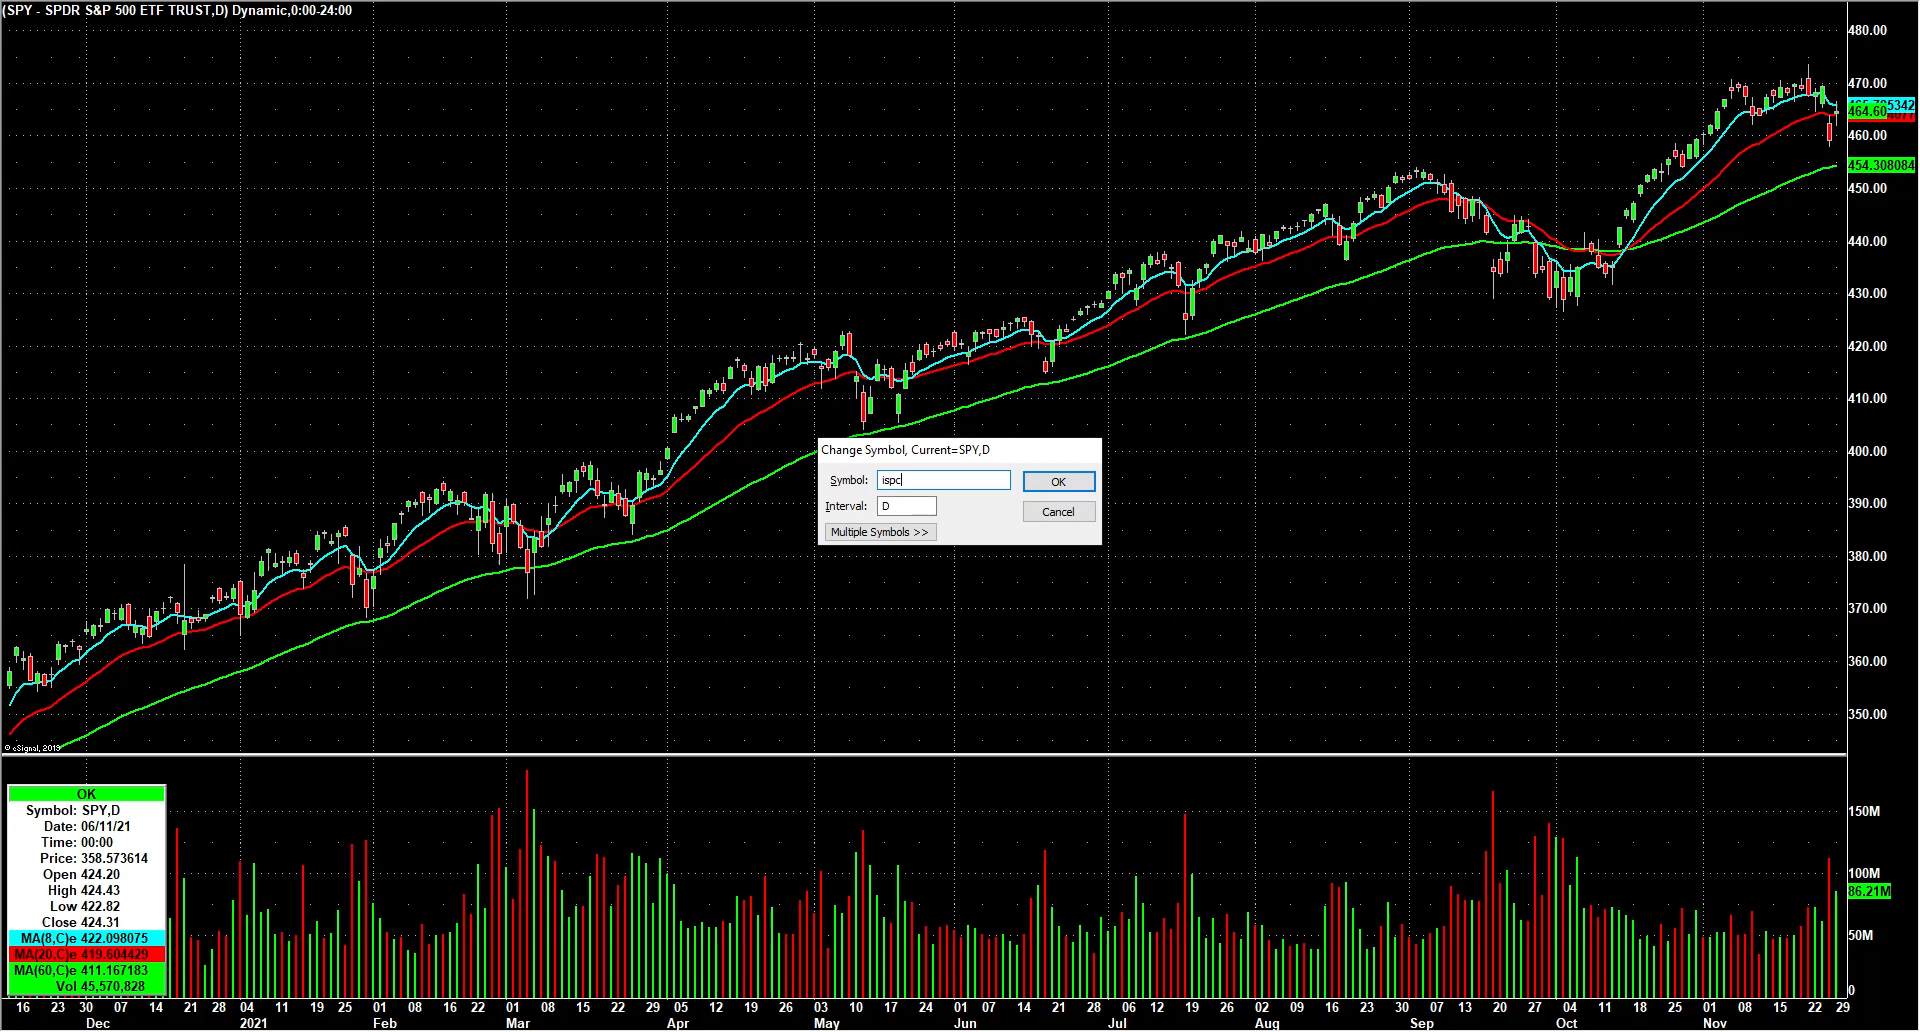 (SPY - SPDR S&P 500 ETF TRUST,D) Dynamic,0:00-24:00
480.00
470.00
464.60
460.00
454.308084
450.00
440.00
430.00
420.00
410.00
400.00
390.00
380.00
370.00
360.00
350.00
Change Symbol, Current=SPY,D
Symbol: ispc
OK
Interval: D
Cancel
Multiple Symbols >>
© eSignal, 2019
150M
100M
86.21M
50M
0
OK
Symbol: SPY,D
Date: 06/11/21
Time: 00:00
Price: 358.573614
Open 424.20
High 424.43
Low 422.82
Close 424.31
MA(8,C)e 422.098075
MA(20,C)e 419.604429
MA(60,C)e 411.167183
Vol 45,570,828
16 23 30 07 14 21 28 04 11 19 25 01 08 16 22 01 08 15 22 29 05 12 19 26 03 10 17 24 01 07 14 21 28 06 12 19 26 02 09 16 23 30 07 13 20 27 04 11 18 25 01 08 15 22 29
Dec 2021 Feb Mar Apr May Jun Jul Aug Sep Oct Nov